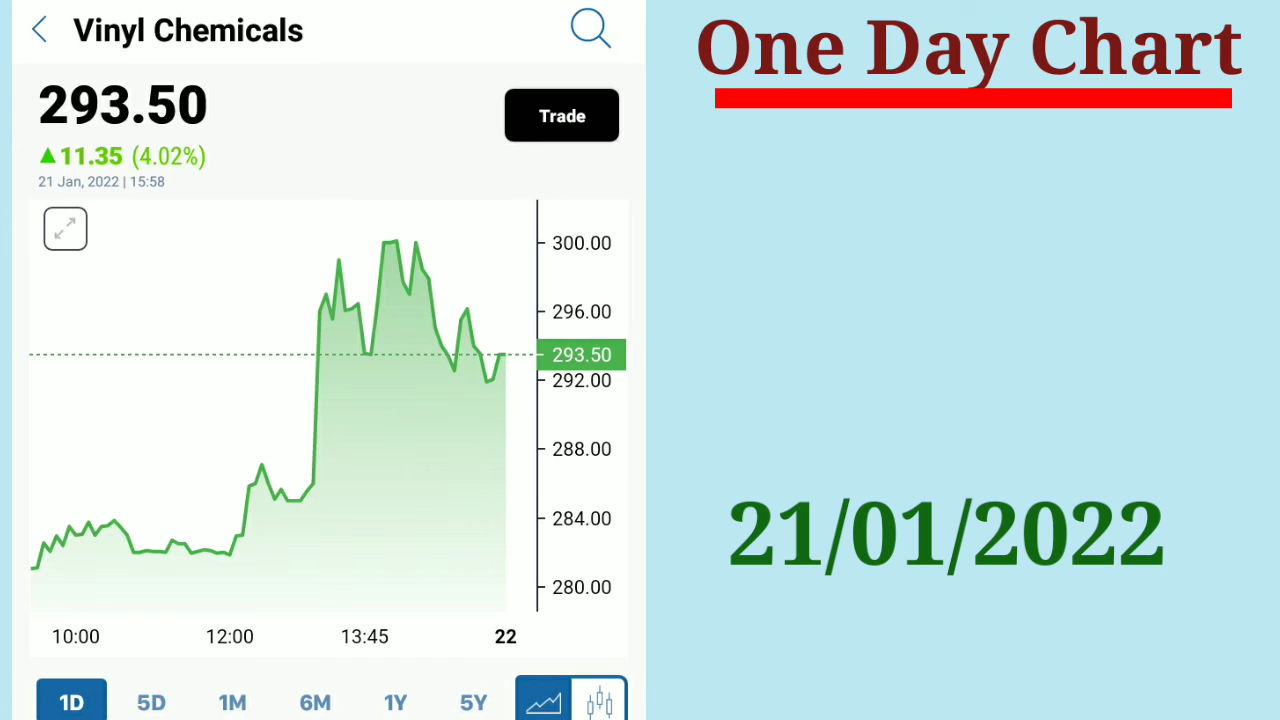 Vinyl Chemicals
293.50
Trade
▲11.35 (4.02%)
21 Jan, 2022 | 15:58
300.00
296.00
293.50
292.00
288.00
284.00
280.00
10:00 12:00 13:45 22
1D 5D 1M 6M 1Y 5Y
One Day Chart
21/01/2022